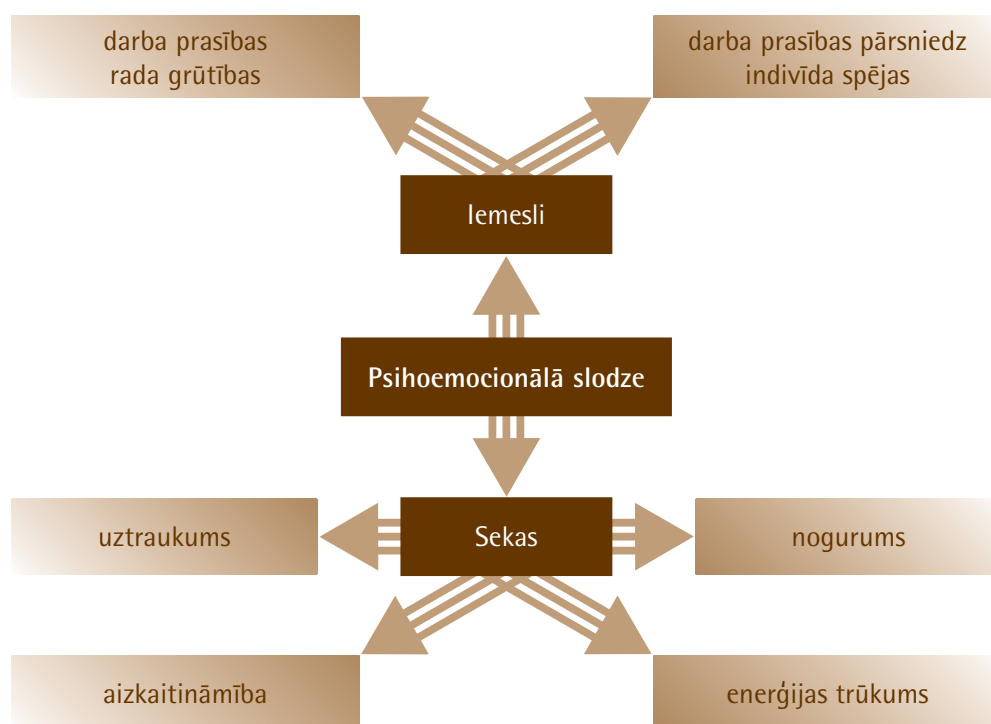 darba prasības
rada grūtības
darba prasības pārsniedz
indivīda spējas
Iemesli
Psihoemocionālā slodze
uztraukums
Sekas
nogurums
aizkaitināmība
enerģijas trūkums